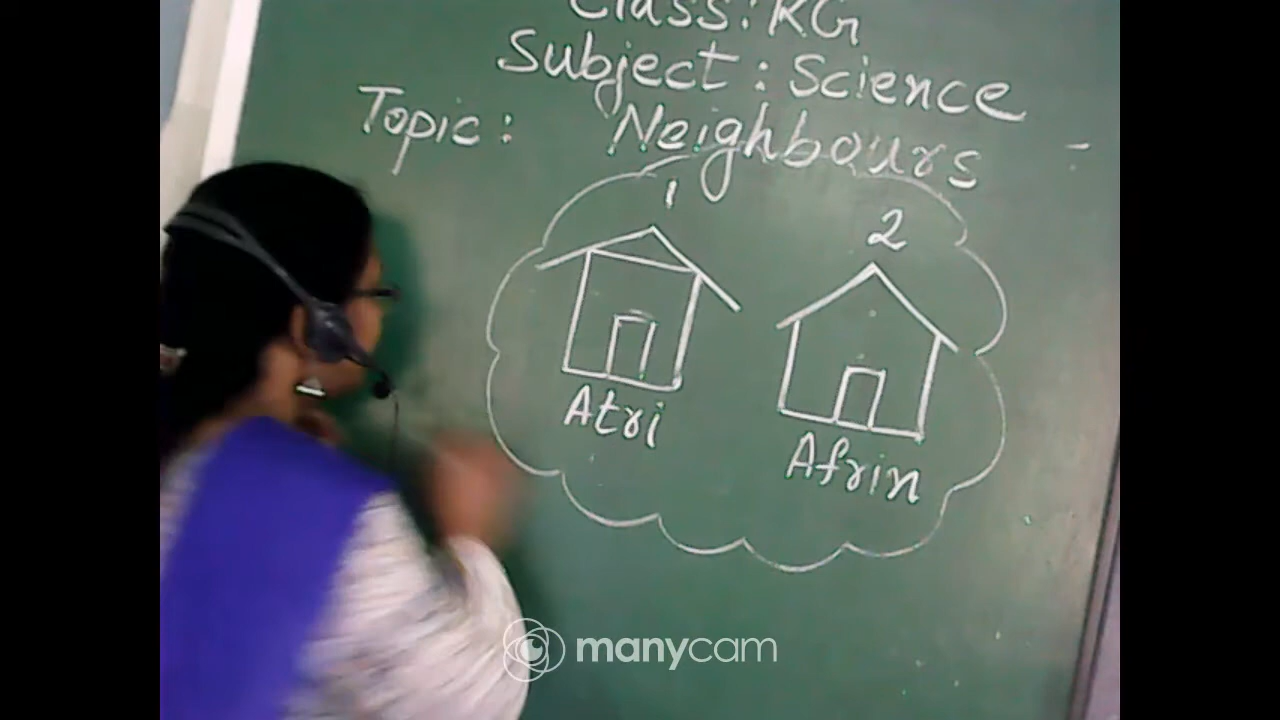 Class: KG
Subject: Science
Topic: Neighbours -
1
2
Atri
Afrin
manycam